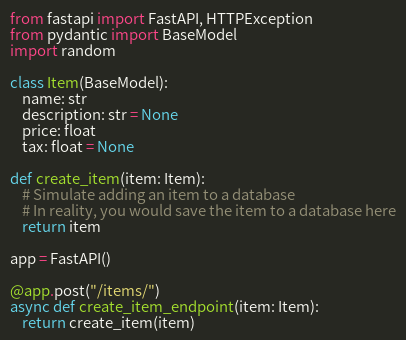 from fastapi import FastAPI, HTTPException
from pydantic import BaseModel
import random

class Item(BaseModel):
    name: str
    description: str = None
    price: float
    tax: float = None

def create_item(item: Item):
    # Simulate adding an item to a database
    # In reality, you would save the item to a database here
    return item

app = FastAPI()

@app.post("/items/")
async def create_item_endpoint(item: Item):
    return create_item(item)